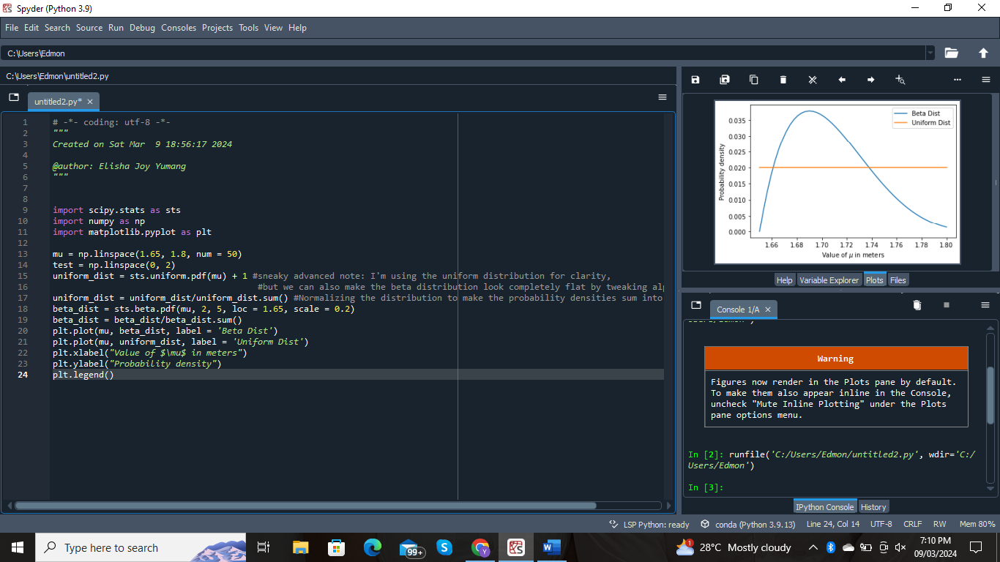 Spyder (Python 3.9)
File Edit Search Source Run Debug Consoles Projects Tools View Help
C:\Users\Edmon
C:\Users\Edmon\untitled2.py
untitled2.py*
1 # -*- coding: utf-8 -*-
2 """
3 Created on Sat Mar  9 18:56:17 2024
4
5 @author: Elisha Joy Yumang
6 """
7
8
9 import scipy.stats as sts
10 import numpy as np
11 import matplotlib.pyplot as plt
12
13 mu = np.linspace(1.65, 1.8, num = 50)
14 test = np.linspace(0, 2)
15 uniform_dist = sts.uniform.pdf(mu) + 1 #sneaky advanced note: I'm using the uniform distribution for clarity,
16 #but we can also make the beta distribution look completely flat by tweaking al
17 uniform_dist = uniform_dist/uniform_dist.sum() #Normalizing the distribution to make the probability densities sum into
18 beta_dist = sts.beta.pdf(mu, 2, 5, loc = 1.65, scale = 0.2)
19 beta_dist = beta_dist/beta_dist.sum()
20 plt.plot(mu, beta_dist, label = 'Beta Dist')
21 plt.plot(mu, uniform_dist, label = 'Uniform Dist')
22 plt.xlabel("Value of $\mu$ in meters")
23 plt.ylabel("Probability density")
24 plt.legend()
Beta Dist
Uniform Dist
0.035
0.030
0.025
0.020
0.015
0.010
0.005
0.000
Probability density
1.66 1.68 1.70 1.72 1.74 1.76 1.78 1.80
Value of μ in meters
Help Variable Explorer Plots Files
Console 1/A
Warning
Figures now render in the Plots pane by default.
To make them also appear inline in the Console,
uncheck "Mute Inline Plotting" under the Plots
pane options menu.
In [2]: runfile('C:/Users/Edmon/untitled2.py', wdir='C:/
Users/Edmon')
In [3]:
IPython Console History
LSP Python: ready conda (Python 3.9.13) Line 24, Col 14 UTF-8 CRLF RW Mem 80%
Type here to search
99+
Y
W
1
28°C Mostly cloudy
7:10 PM
09/03/2024